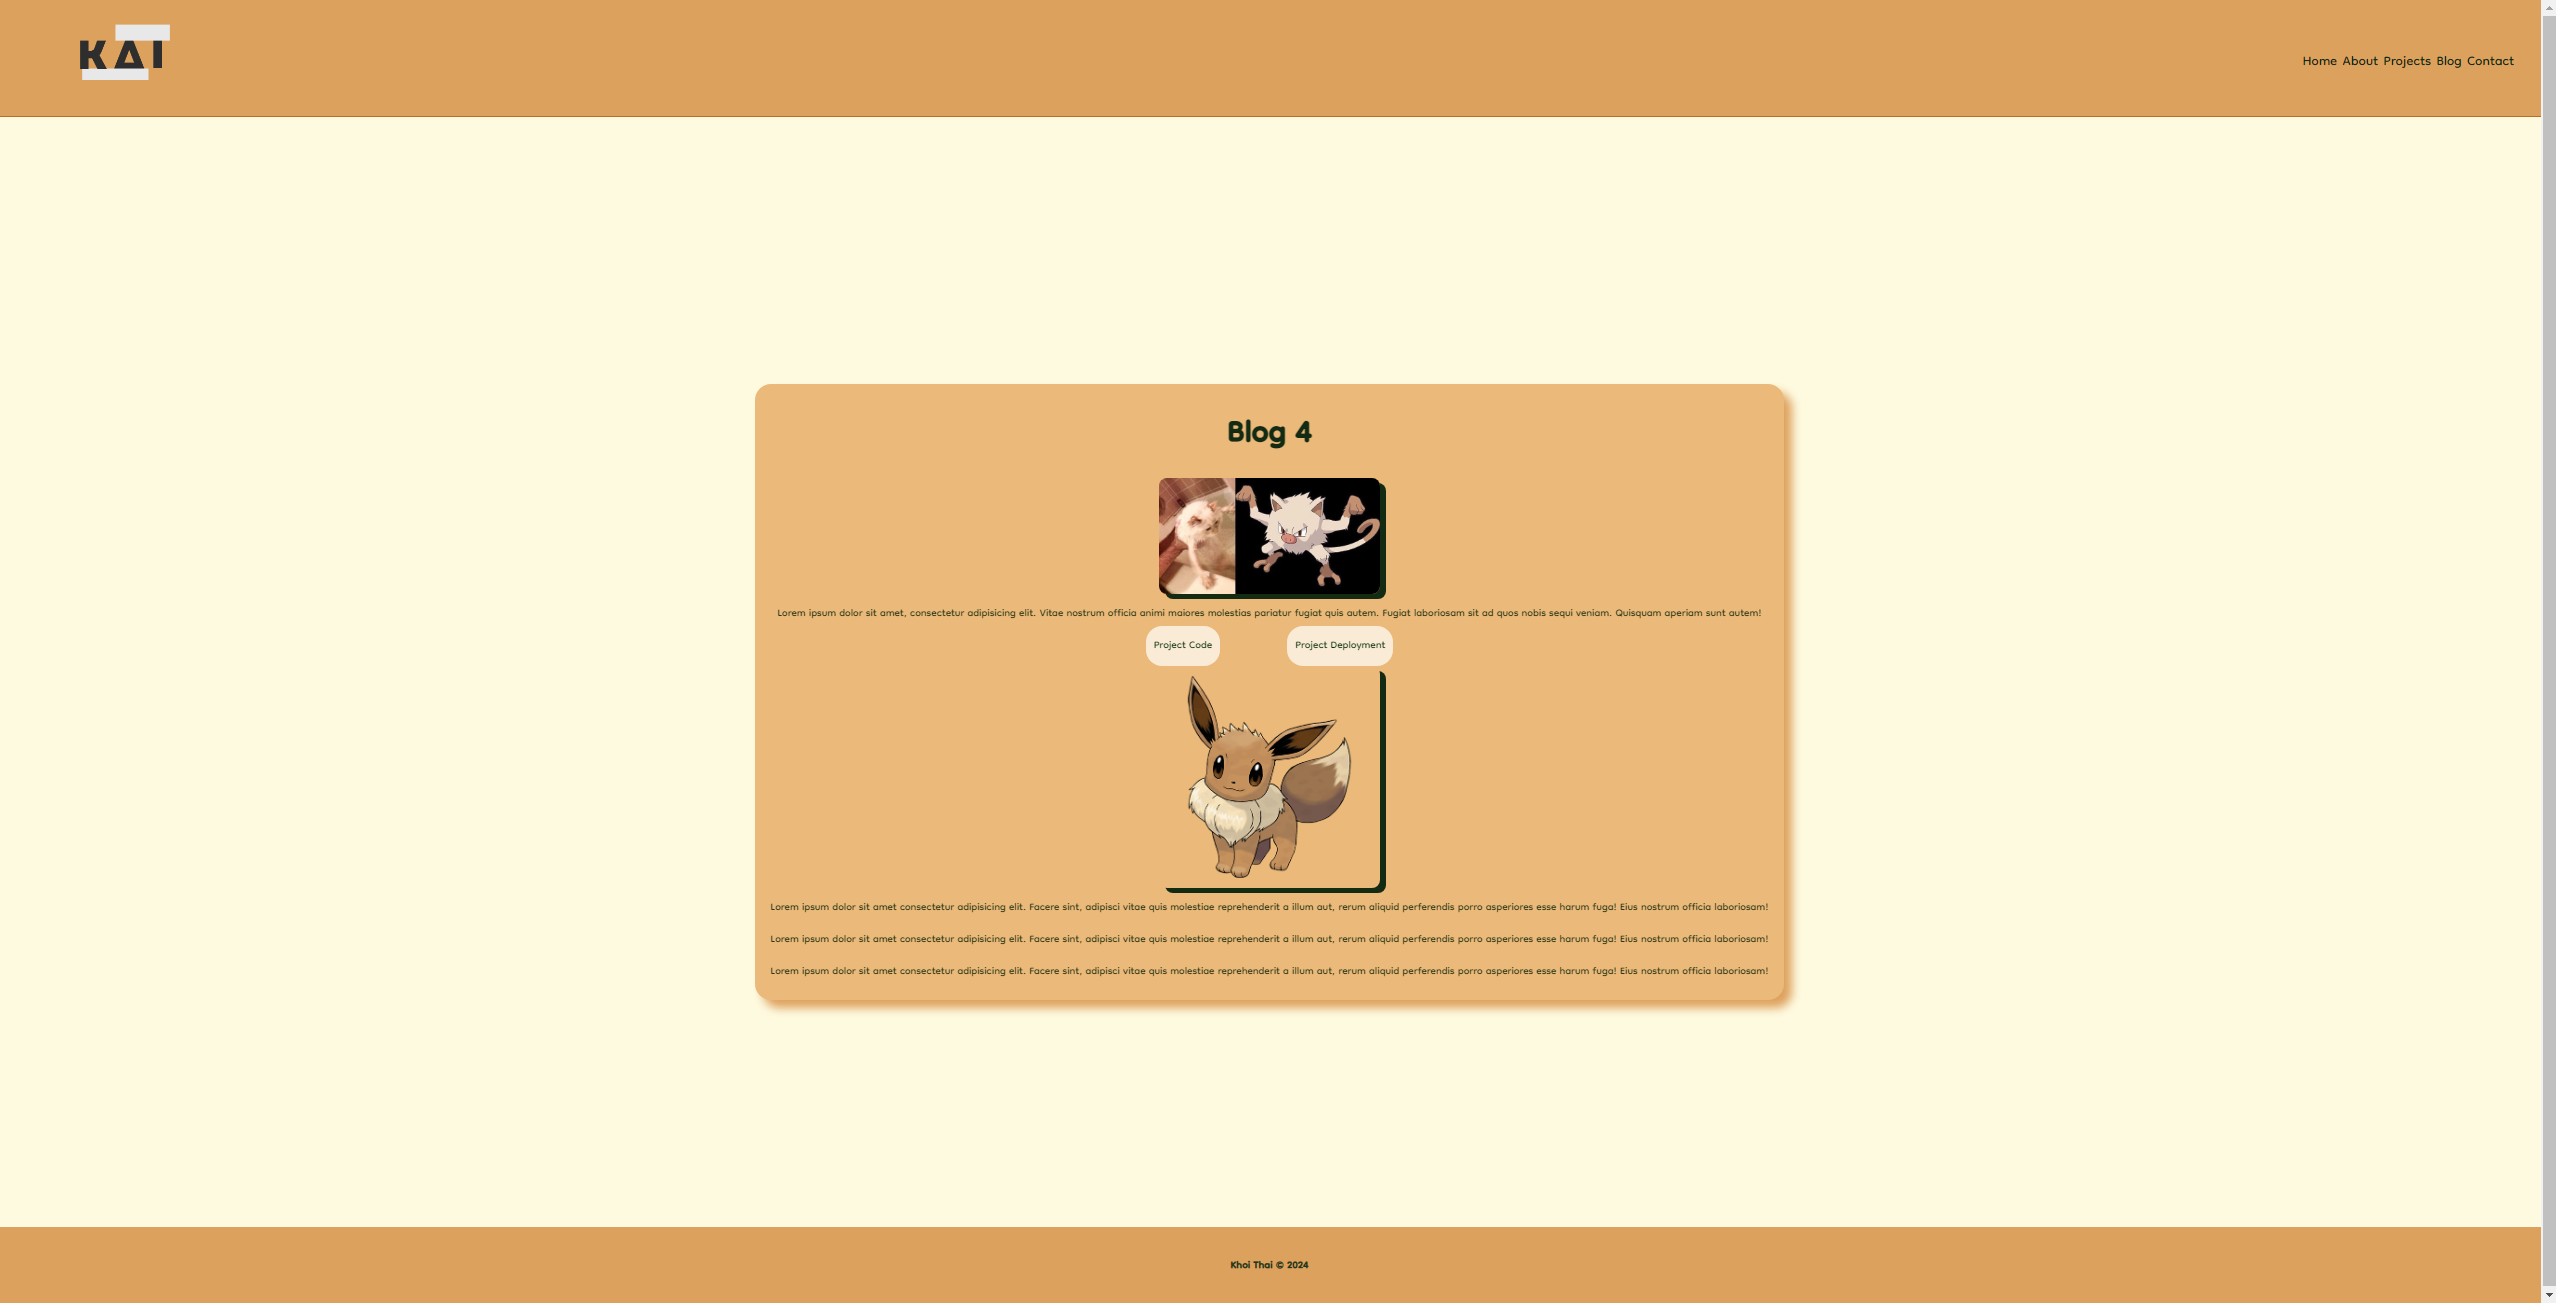 KAI
Home About Projects Blog Contact
Blog 4
Lorem ipsum dolor sit amet, consectetur adipisicing elit. Vitae nostrum officia animi maiores molestias pariatur fugiat quis autem. Fugiat laboriosam sit ad quos nobis sequi veniam. Quisquam aperiam sunt autem!
Project Code Project Deployment
Lorem ipsum dolor sit amet consectetur adipisicing elit. Facere sint, adipisci vitae quis molestiae reprehenderit a illum aut, rerum aliquid perferendis porro asperiores esse harum fuga! Eius nostrum officia laboriosam!
Lorem ipsum dolor sit amet consectetur adipisicing elit. Facere sint, adipisci vitae quis molestiae reprehenderit a illum aut, rerum aliquid perferendis porro asperiores esse harum fuga! Eius nostrum officia laboriosam!
Lorem ipsum dolor sit amet consectetur adipisicing elit. Facere sint, adipisci vitae quis molestiae reprehenderit a illum aut, rerum aliquid perferendis porro asperiores esse harum fuga! Eius nostrum officia laboriosam!
Khoi Thai © 2024